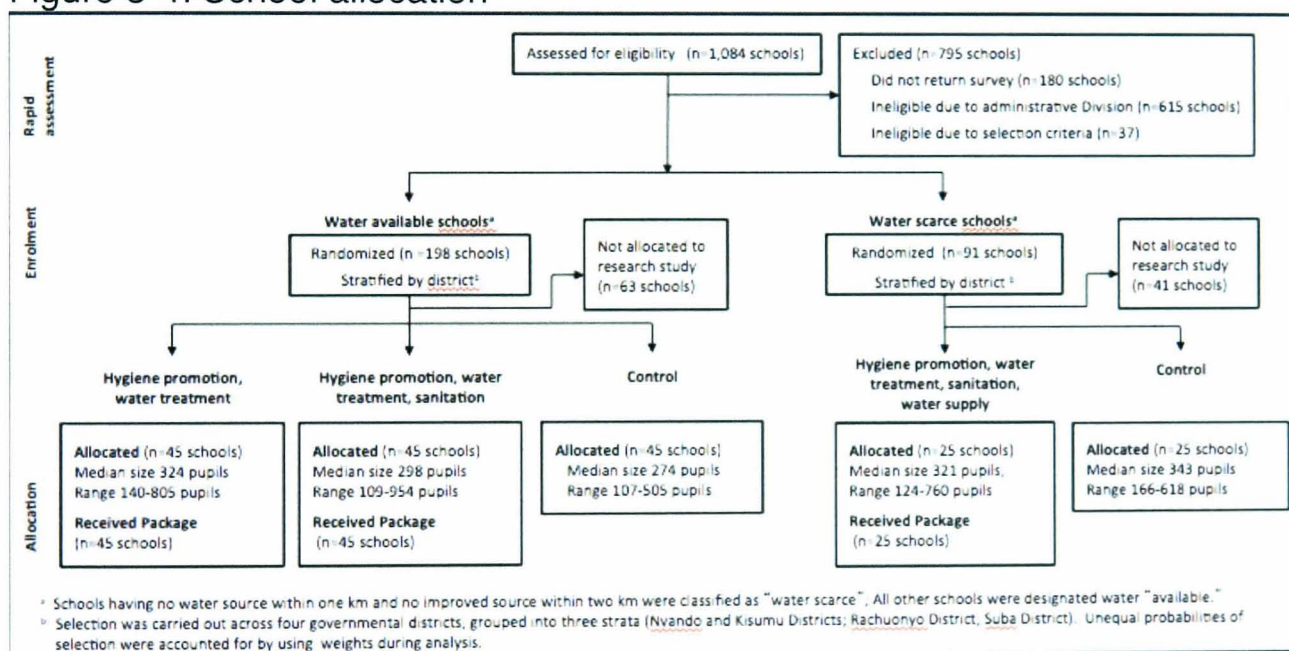 Figure 3-4: School allocation
Rapid
assessment
Assessed for eligibility (n=1,084 schools)
Excluded (n=795 schools)
Did not return survey (n=180 schools)
Ineligible due to administrative Division (n=615 schools)
Ineligible due to selection criteria (n=37)
Enrolment
Water available schoolsª
Randomized (n =198 schools)
Stratified by district
Not allocated to
research study
(n=63 schools)
Water scarce schoolsª
Randomized (n=91 schools)
Stratified by district
Not allocated to
research study
(n=41 schools)
Allocation
Hygiene promotion,
water treatment
Allocated (n=45 schools)
Median size 324 pupils
Range 140-805 pupils
Received Package
(n=45 schools)
Hygiene promotion, water
treatment, sanitation
Allocated (n=45 schools)
Median size 298 pupils
Range 109-954 pupils
Received Package
(n=45 schools)
Control
Allocated (n=45 schools)
Median size 274 pupils
Range 107-505 pupils
Hygiene promotion, water
treatment, sanitation,
water supply
Allocated (n=25 schools)
Median size 321 pupils,
Range 124-760 pupils
Received Package
(n=25 schools)
Control
Allocated (n=25 schools)
Median size 343 pupils
Range 166-618 pupils
ª Schools having no water source within one km and no improved source within two km were classified as "water scarce", All other schools were designated water "available."
ᵇ Selection was carried out across four governmental districts, grouped into three strata (Nyando and Kisumu Districts; Rachuonyo District, Suba District). Unequal probabilities of
selection were accounted for by using weights during analysis.